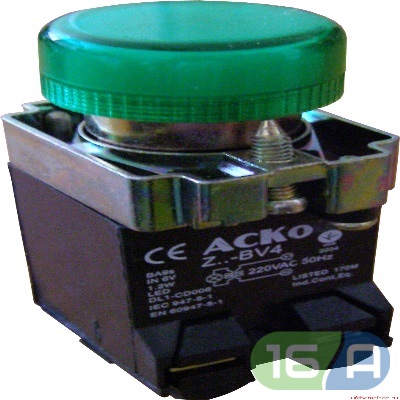 CE ACKO
Z..-BV4
220VAC 50Hz
BA9s
IN 6V
1.2W
LED
DL1-CD006
IEC 947-5-1
EN 60947-5-1
LISTED 170M
Ind.Cont.Eq.
16A